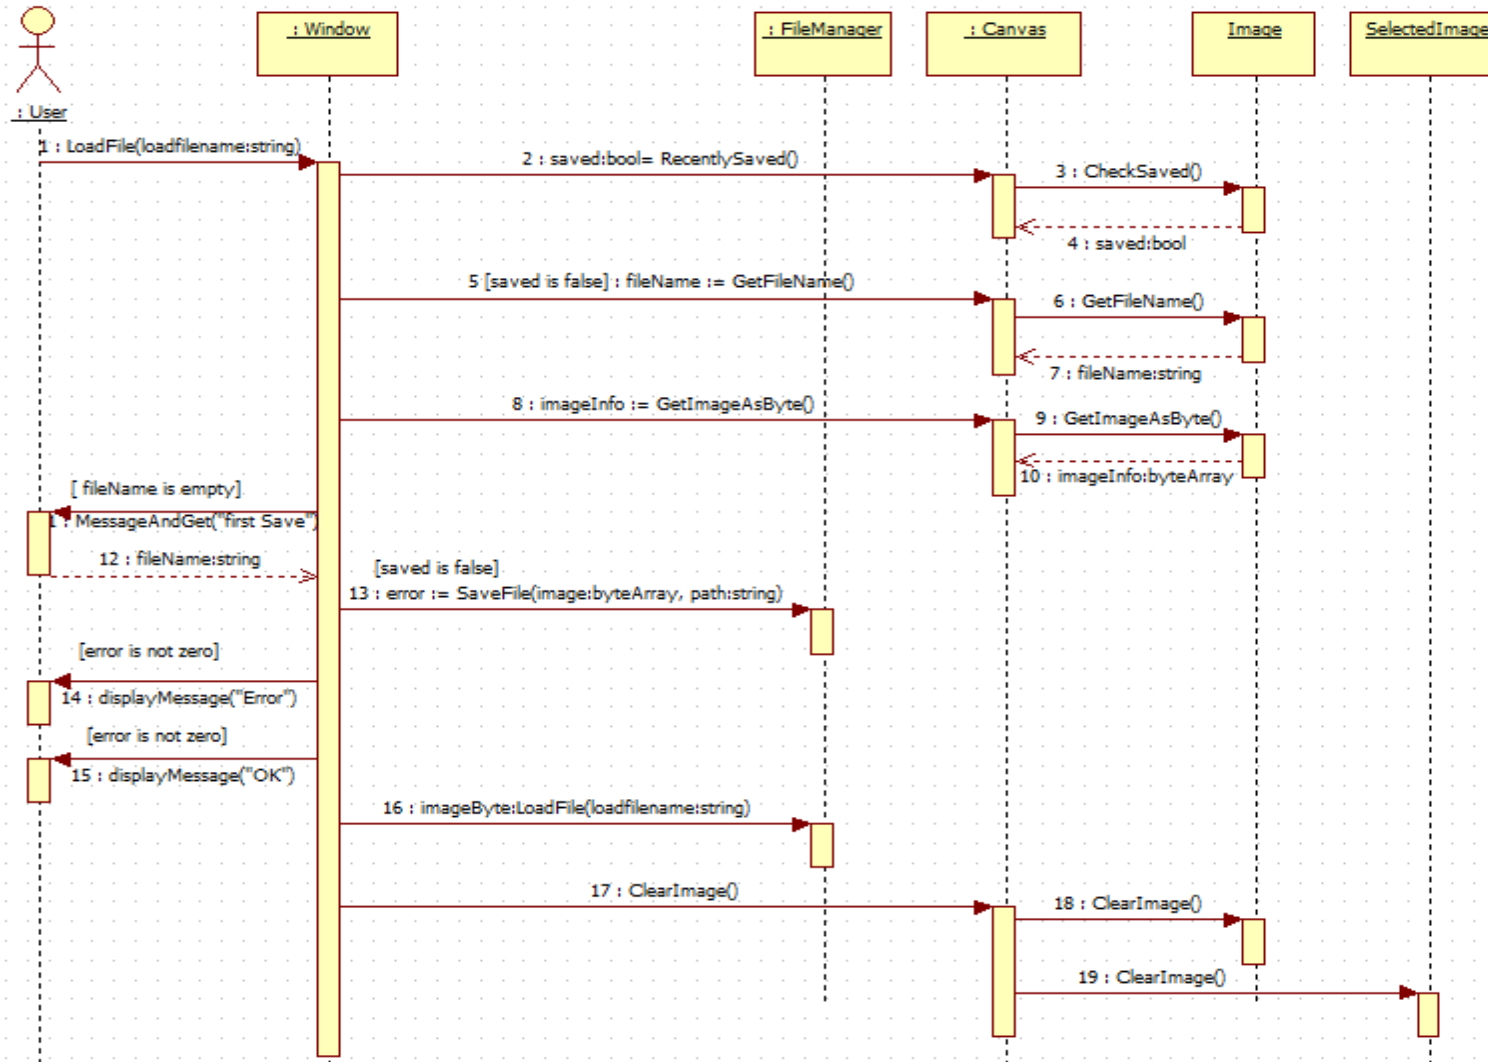 : Window
: FileManager
: Canvas
Image
SelectedImage
: User
1 : LoadFile(loadfilename:string)
2 : saved:bool= RecentlySaved()
3 : CheckSaved()
4 : saved:bool
5 [saved is false] : fileName := GetFileName()
6 : GetFileName()
7 : fileName:string
8 : imageInfo := GetImageAsByte()
9 : GetImageAsByte()
10 : imageInfo:byteArray
[ fileName is empty]
1 : MessageAndGet("first Save")
12 : fileName:string
[saved is false]
13 : error := SaveFile(image:byteArray, path:string)
[error is not zero]
14 : displayMessage("Error")
[error is not zero]
15 : displayMessage("OK")
16 : imageByte:LoadFile(loadfilename:string)
17 : ClearImage()
18 : ClearImage()
19 : ClearImage()